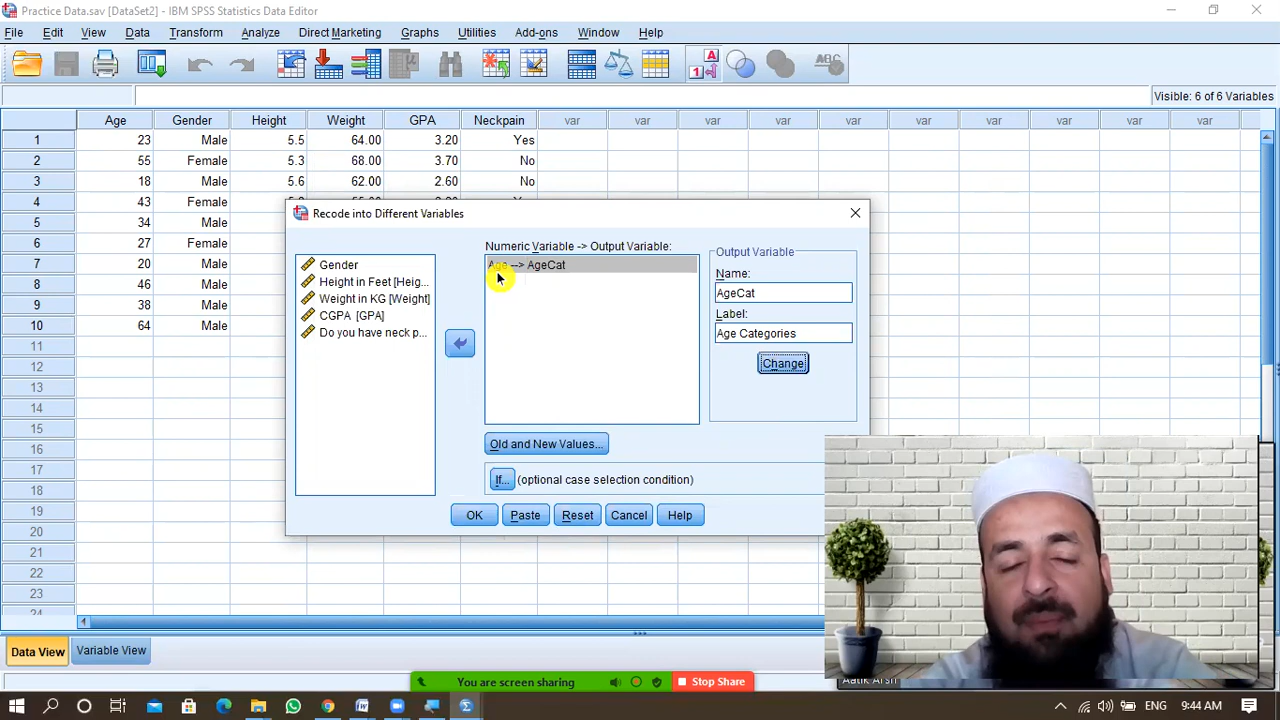 Practice Data.sav [DataSet2] - IBM SPSS Statistics Data Editor
File Edit View Data Transform Analyze Direct Marketing Graphs Utilities Add-ons Window Help
Visible: 6 of 6 Variables
Age Gender Height Weight GPA Neckpain var var var var var var var var var
1 23 Male 5.5 64.00 3.20 Yes
2 55 Female 5.3 68.00 3.70 No
3 18 Male 5.6 62.00 2.60 No
4 43 Female
5 34 Male
6 27 Female
7 20 Male
8 46 Male
9 38 Male
10 64 Male
11
12
13
14
15
16
17
18
19
20
21
22
23
24
Recode into Different Variables
Numeric Variable -> Output Variable:
Age --> AgeCat
Gender
Height in Feet [Heig...
Weight in KG [Weight]
CGPA [GPA]
Do you have neck p...
Output Variable
Name:
AgeCat
Label:
Age Categories
Change
Old and New Values...
If... (optional case selection condition)
OK Paste Reset Cancel Help
Data View Variable View
You are screen sharing Stop Share
Aatik Arsh
9:44 AM